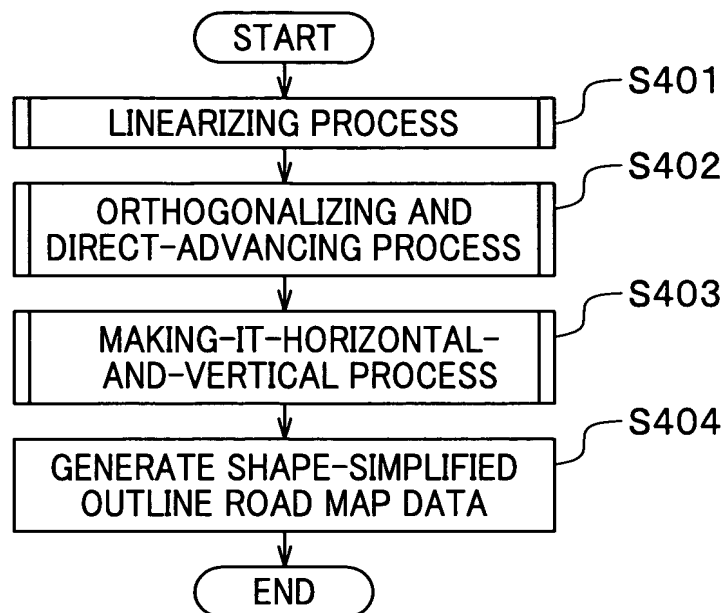 START
LINEARIZING PROCESS
S401
ORTHOGONALIZING AND
DIRECT-ADVANCING PROCESS
S402
MAKING-IT-HORIZONTAL-
AND-VERTICAL PROCESS
S403
GENERATE SHAPE-SIMPLIFIED
OUTLINE ROAD MAP DATA
S404
END